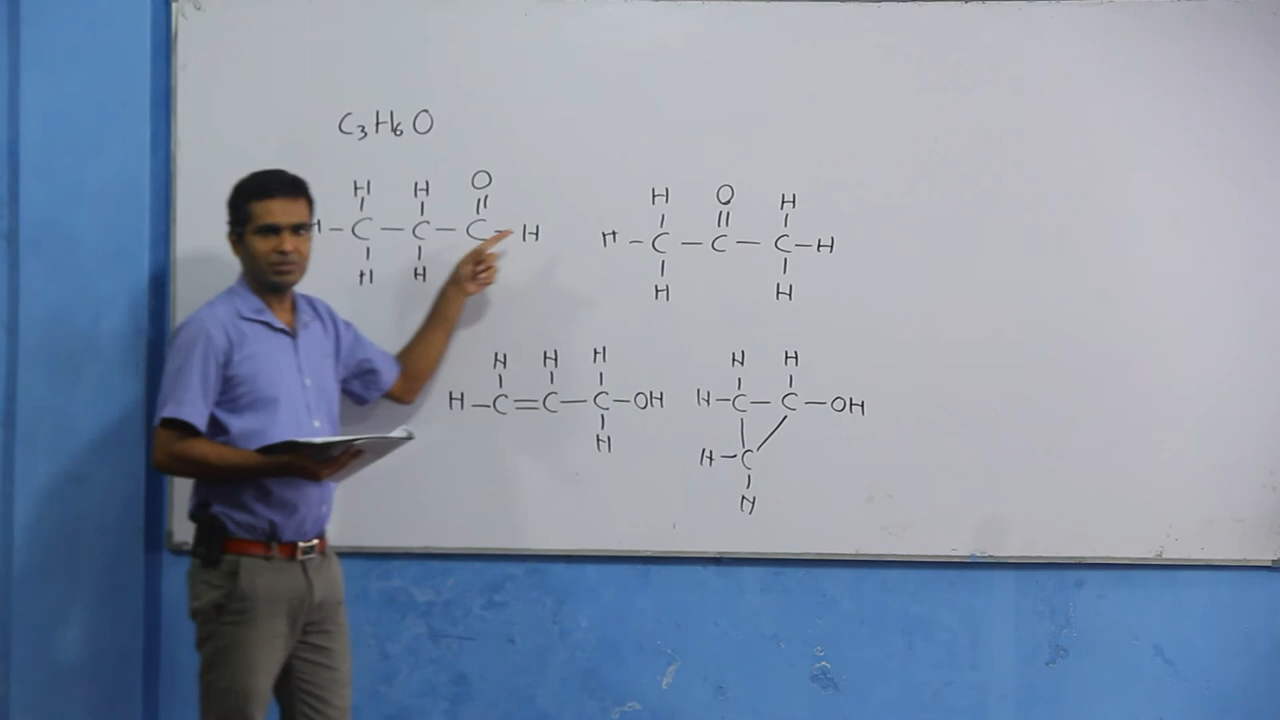 C₃H₆O
H H O
H–C–C–C–H
H H
H O H
H–C–C–C–H
H H
H H H
H–C=C–C–OH
H
H H
H–C–C–OH
H–C
H